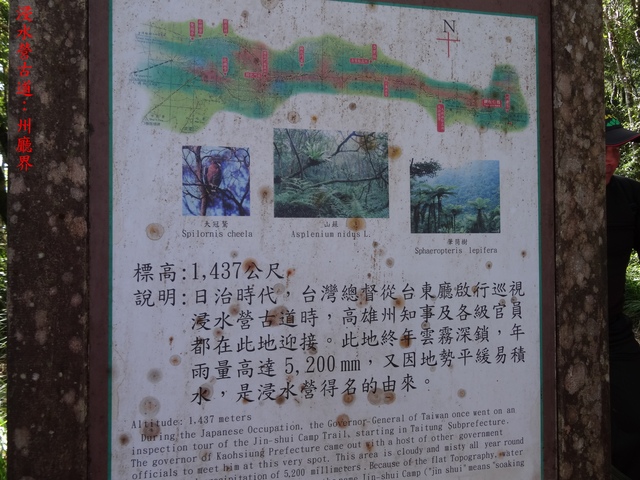 浸水營古道…州廳界
N
大冠鷲
Spilornis cheela
山蘇
Asplenium nidus L.
筆筒樹
Sphaeropteris lepifera
標高:1,437公尺
說明:日治時代,台灣總督從台東廳啟行巡視
浸水營古道時,高雄州知事及各級官員
都在此地迎接。此地終年雲霧深鎖,年
雨量高達5,200㎜,又因地勢平緩易積
水,是浸水營得名的由來。
Altitude: 1,437 meters
During the Japanese Occupation, the Governor-General of Taiwan once went on an
inspection tour of the Jin-shui Camp Trail, starting in Taitung Subprefecture.
The governor of Kaohsiung Prefecture came out with a host of other government
officials to meet him at this very spot. This area is cloudy and misty all year round
precipitation of 5,200 millimeters. Because of the flat Topography, water
name Jin-shui Camp ("jin shui" means "soaking